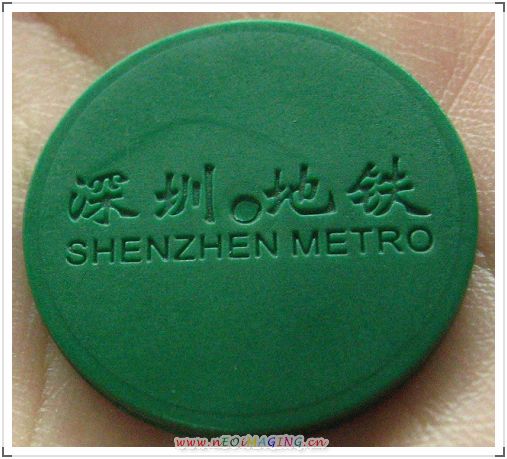 深圳●地铁
SHENZHEN METRO
www.nEOiMAGING.cn